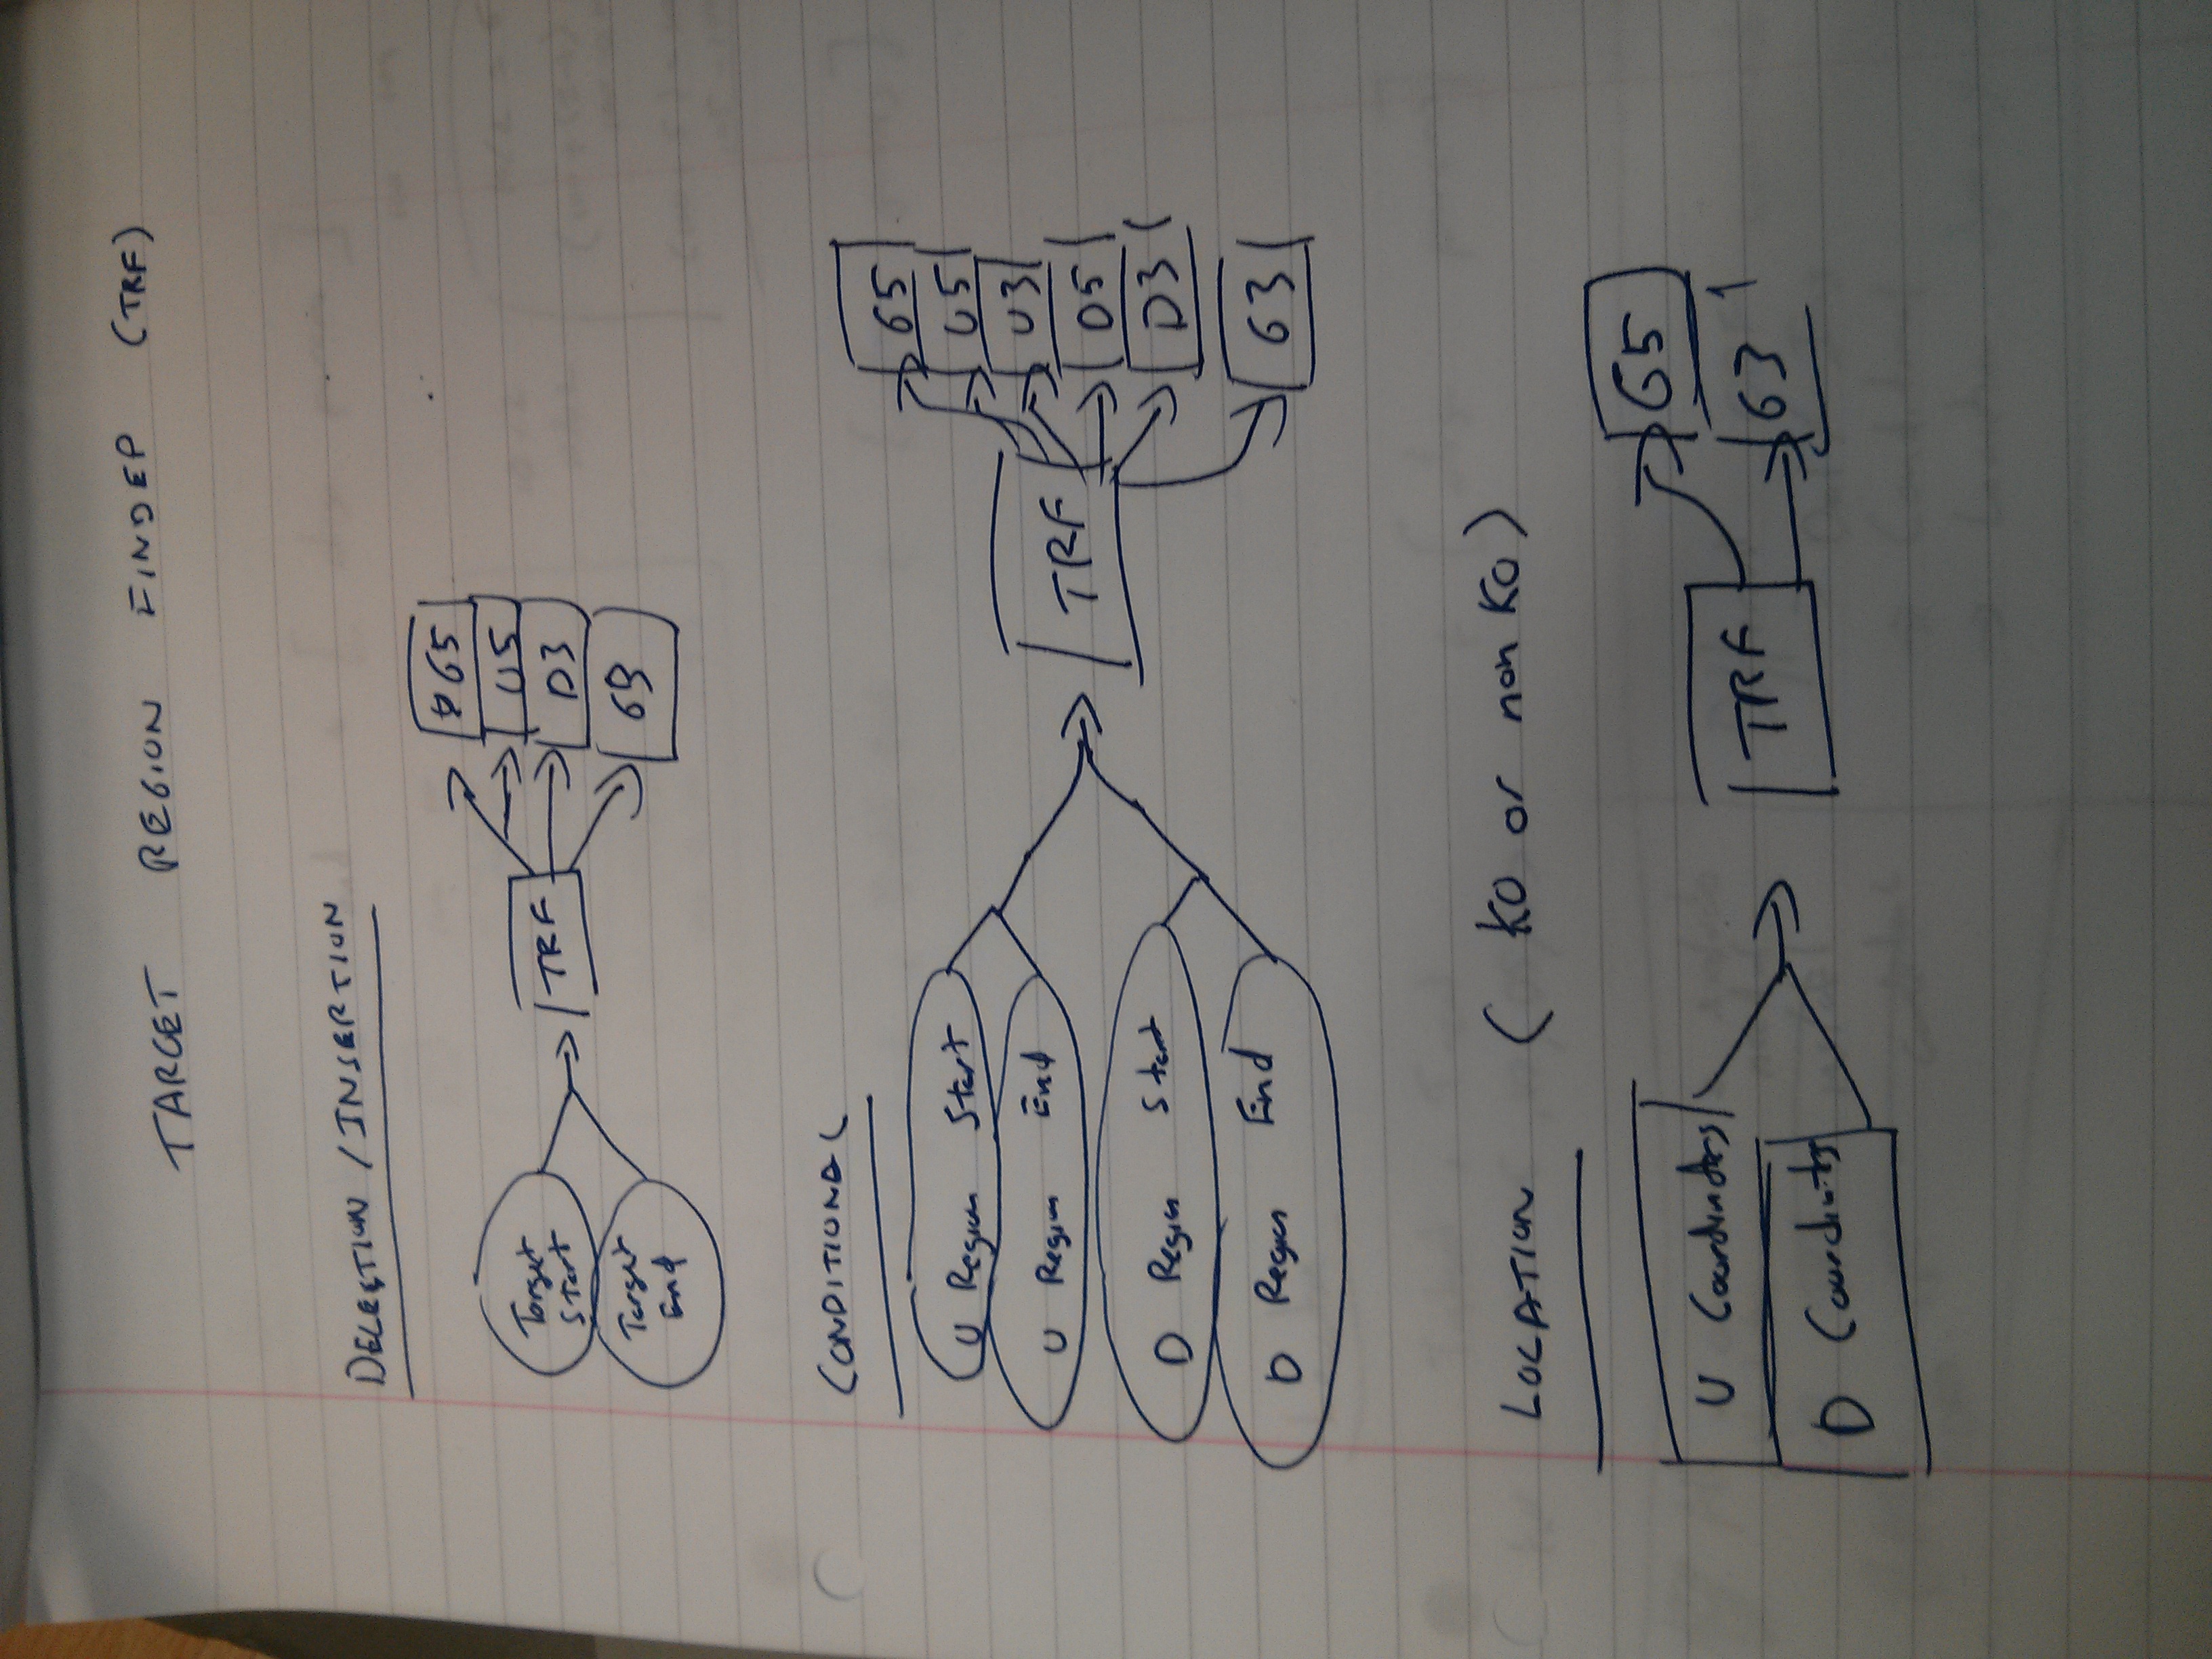 TARGET REGION FINDER (TRF)
DELETION / INSERTION
Target Start
Target End
TRF
G5
U5
D3
G3
CONDITIONAL
U Region Start
U Region End
D Region Start
D Region End
TRF
G5
U5
U3
D5
D3
G3
LOCATION (KO or non KO)
U Coordinates
D Coordinates
TRF
G5
G3